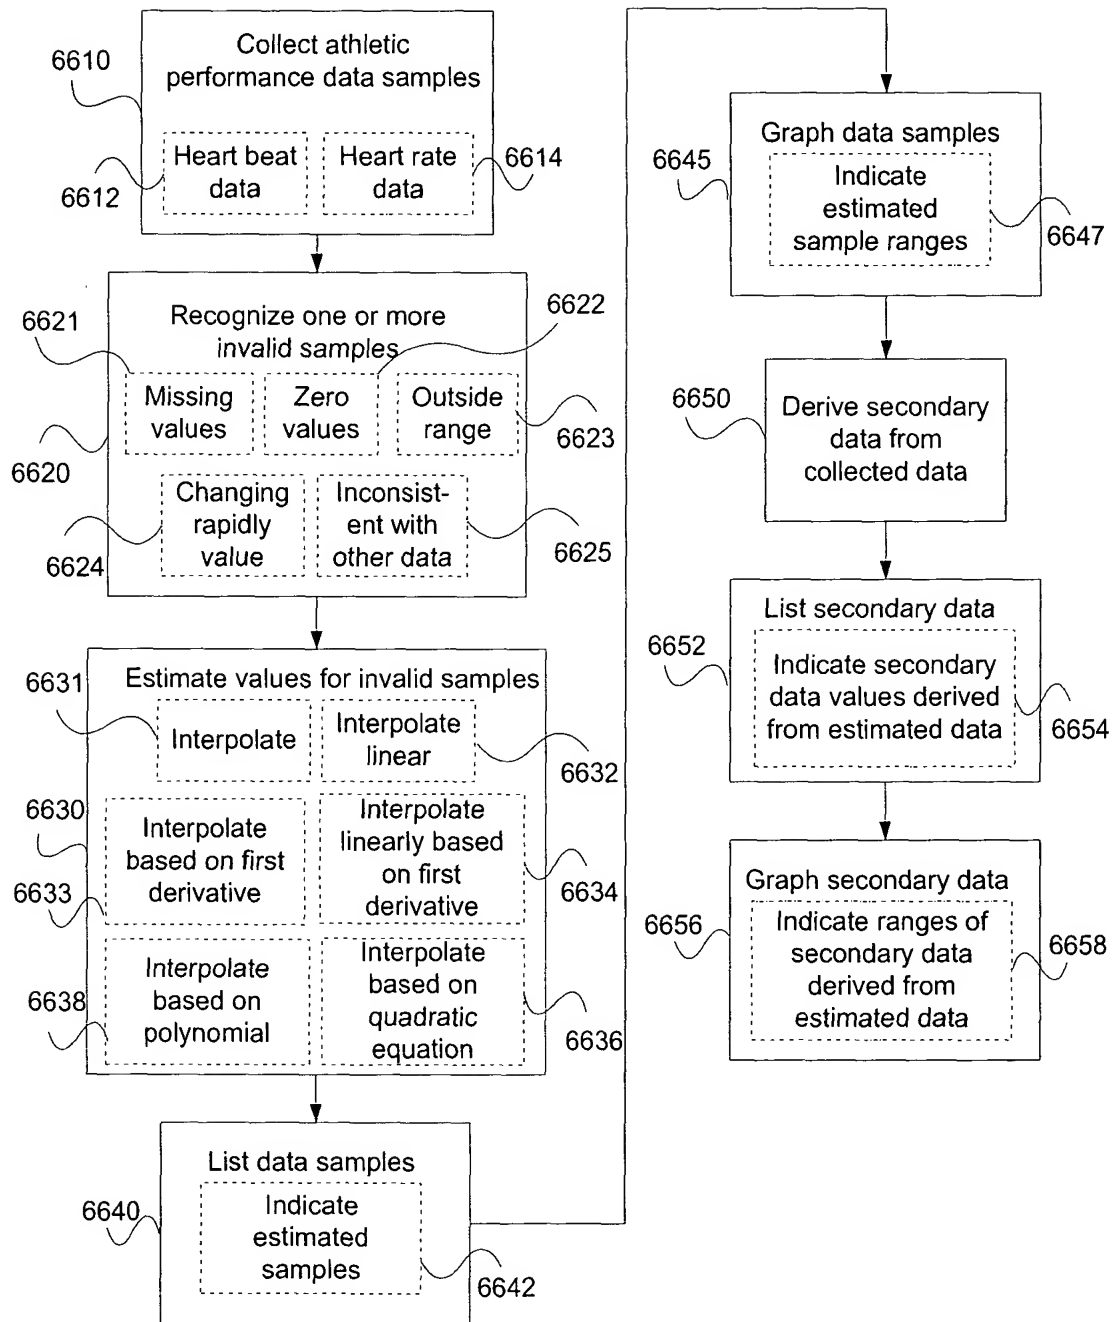 Collect athletic
performance data samples
6610
Heart beat
data
Heart rate
data
6612
6614
Recognize one or more
invalid samples
6621
6622
Missing
values
Zero
values
Outside
range
6620
6623
Changing
rapidly
value
Inconsist-
ent with
other data
6624
6625
Estimate values for invalid samples
6631
Interpolate
Interpolate
linear
6632
6630
Interpolate
based on first
derivative
Interpolate
linearly based
on first
derivative
6633
6634
Interpolate
based on
polynomial
Interpolate
based on
quadratic
equation
6638
6636
List data samples
6640
Indicate
estimated
samples
6642
Graph data samples
6645
Indicate
estimated
sample ranges
6647
6650
Derive secondary
data from
collected data
List secondary data
6652
Indicate secondary
data values derived
from estimated data
6654
Graph secondary data
6656
Indicate ranges of
secondary data
derived from
estimated data
6658